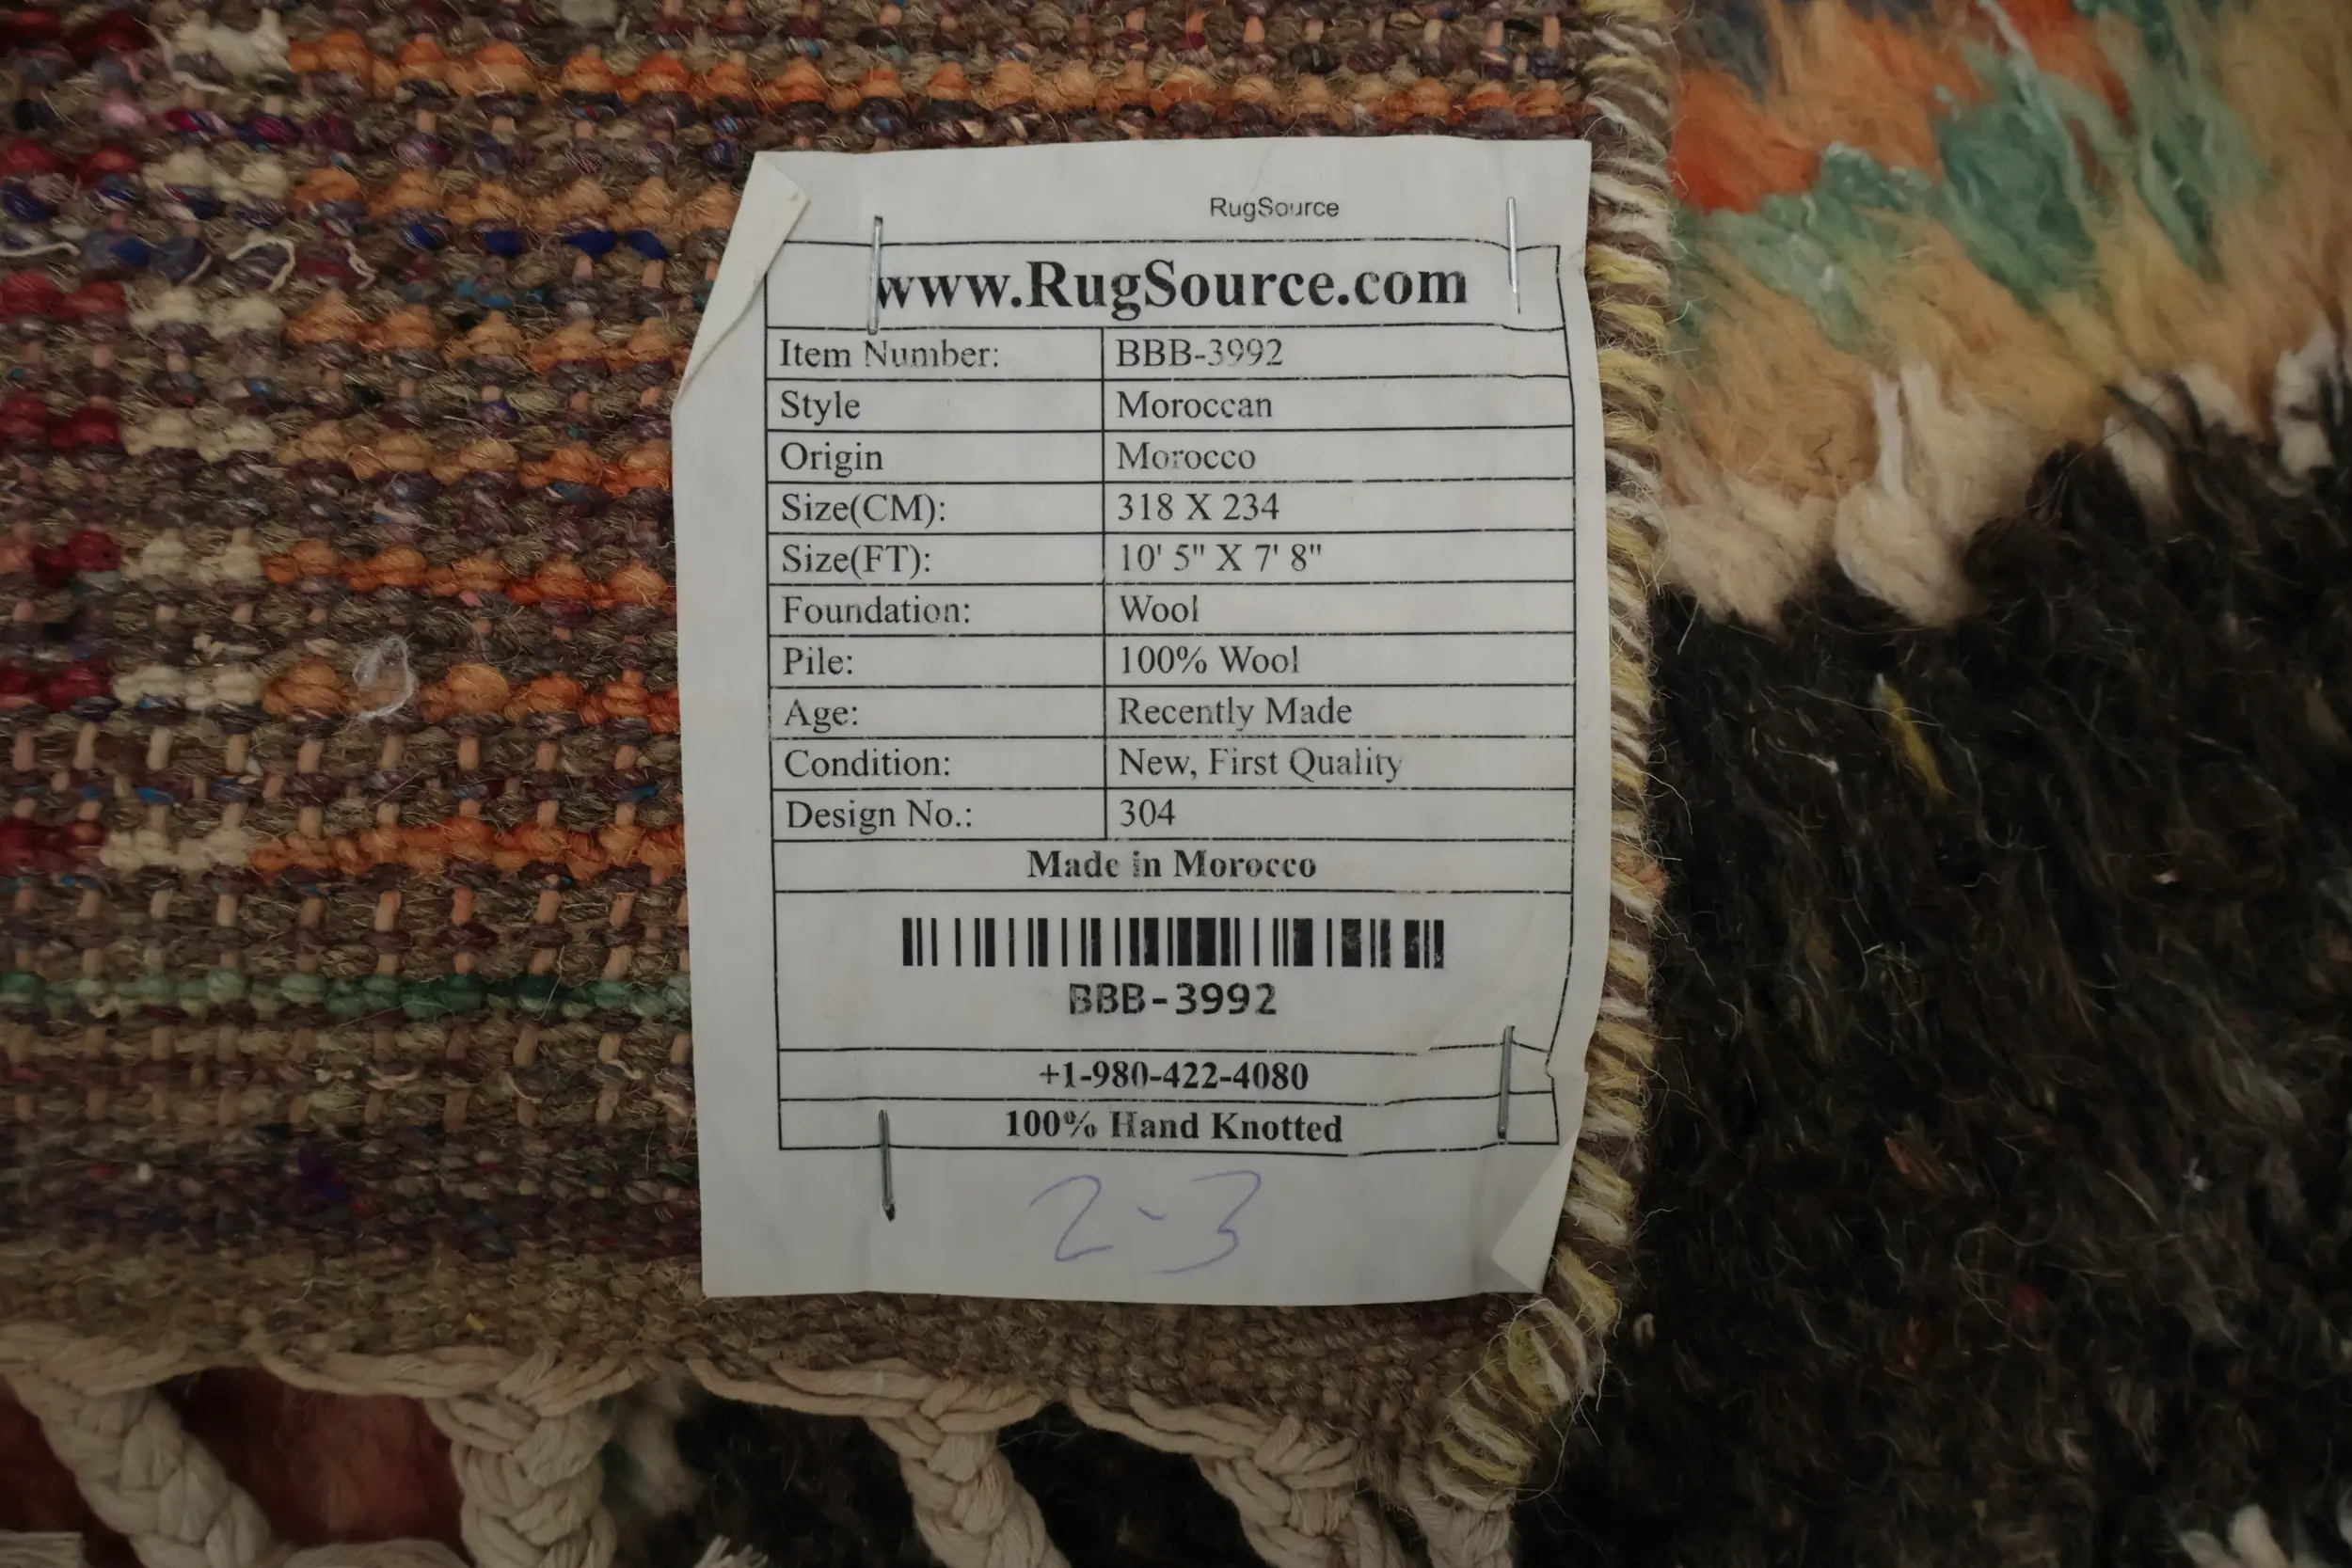 RugSource
www.RugSource.com
Item Number: BBB-3992
Style Moroccan
Origin Morocco
Size(CM): 318 X 234
Size(FT): 10' 5" X 7' 8"
Foundation: Wool
Pile: 100% Wool
Age: Recently Made
Condition: New, First Quality
Design No.: 304
Made in Morocco
BBB-3992
+1-980-422-4080
100% Hand Knotted
2-3